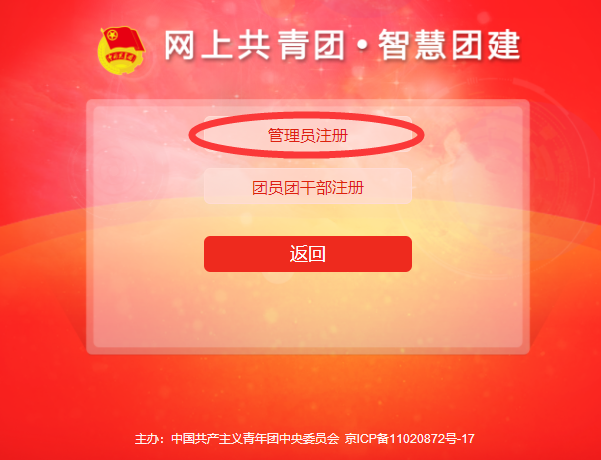 网上共青团·智慧团建
管理员注册
团员团干部注册
返回
主办：中国共产主义青年团中央委员会 京ICP备11020872号-17